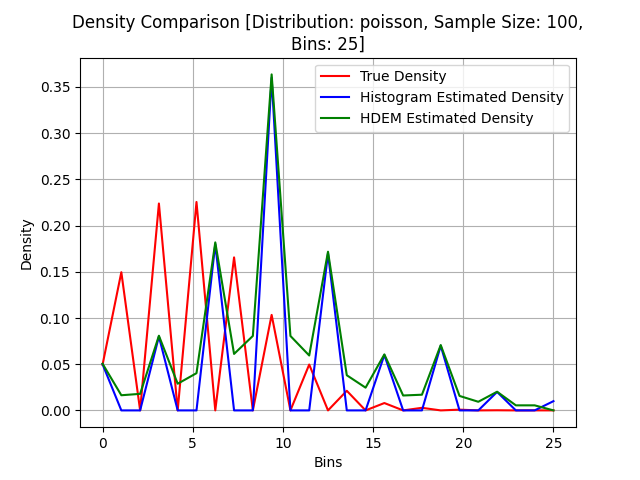 Density Comparison [Distribution: poisson, Sample Size: 100,
Bins: 25]
True Density
Histogram Estimated Density
HDEM Estimated Density
Density
0.35
0.30
0.25
0.20
0.15
0.10
0.05
0.00
0 5 10 15 20 25
Bins